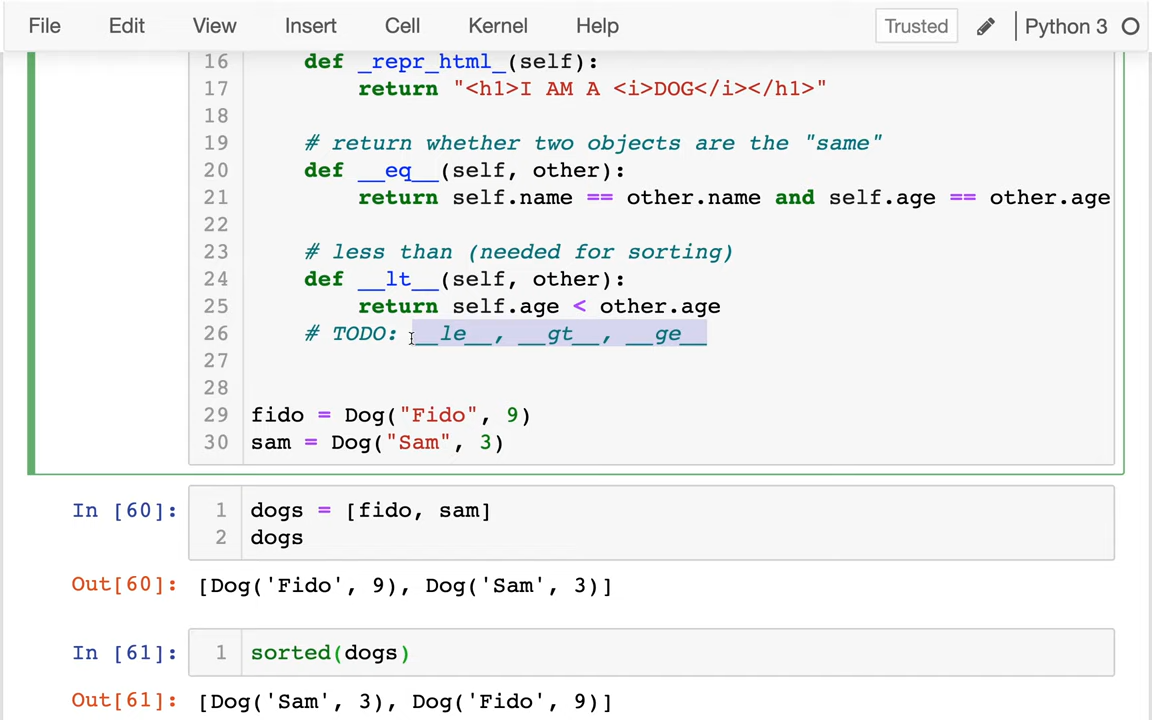 File Edit View Insert Cell Kernel Help Trusted Python 3
16 def _repr_html_(self):
17 return "<h1>I AM A <i>DOG</i></h1>"
18
19 # return whether two objects are the "same"
20 def __eq__(self, other):
21 return self.name == other.name and self.age == other.age
22
23 # less than (needed for sorting)
24 def __lt__(self, other):
25 return self.age < other.age
26 # TODO: __le__, __gt__, __ge__
27
28
29 fido = Dog("Fido", 9)
30 sam = Dog("Sam", 3)
In [60]: 1 dogs = [fido, sam]
2 dogs
Out[60]: [Dog('Fido', 9), Dog('Sam', 3)]
In [61]: 1 sorted(dogs)
Out[61]: [Dog('Sam', 3), Dog('Fido', 9)]